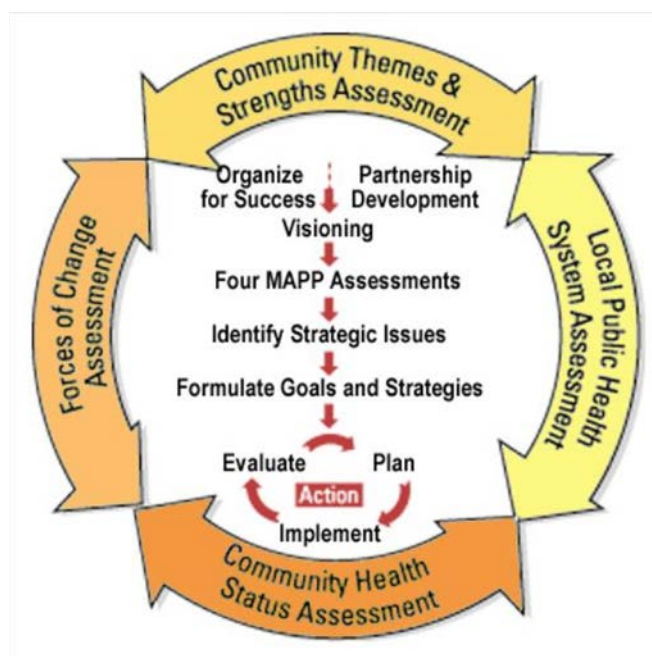 Community Themes &
Strengths Assessment
Organize
for Success
Partnership
Development
Visioning
Four MAPP Assessments
Identify Strategic Issues
Formulate Goals and Strategies
Evaluate
Plan
Action
Implement
Forces of Change
Assessment
Local Public Health
System Assessment
Community Health
Status Assessment